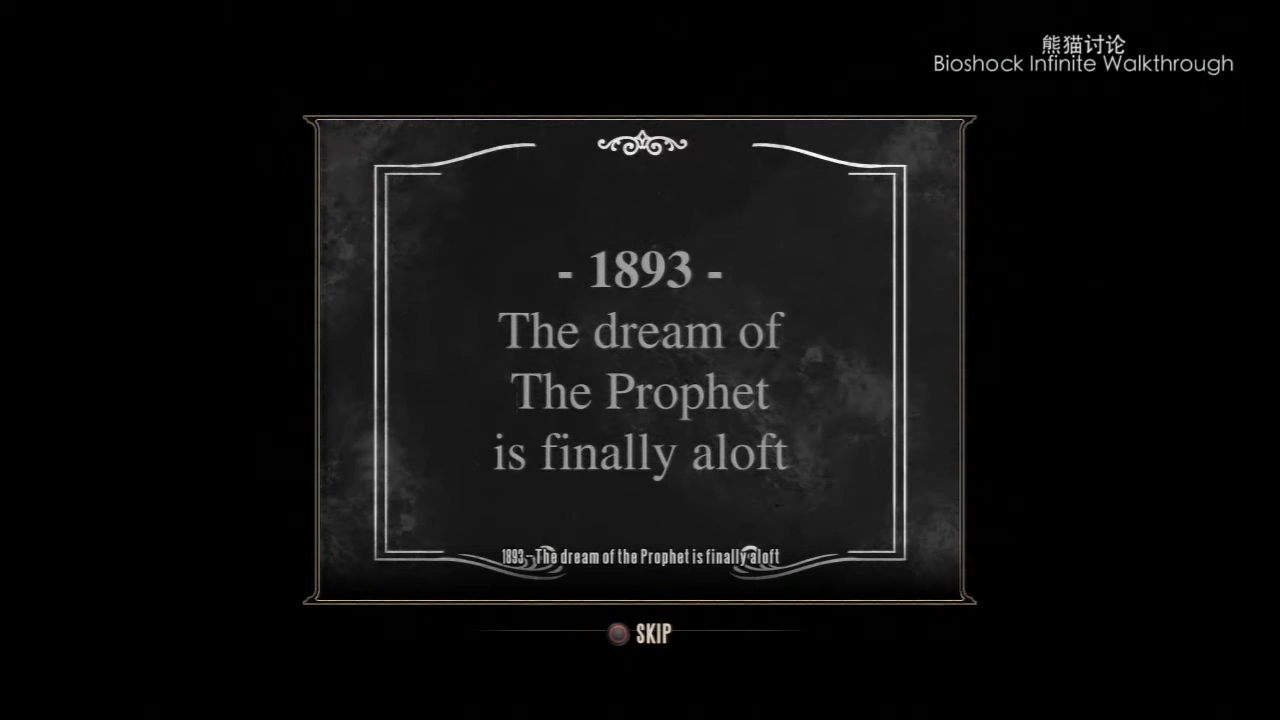 熊猫讨论
Bioshock Infinite Walkthrough
- 1893 -
The dream of
The Prophet
is finally aloft
1893 - The dream of the Prophet is finally aloft
SKIP